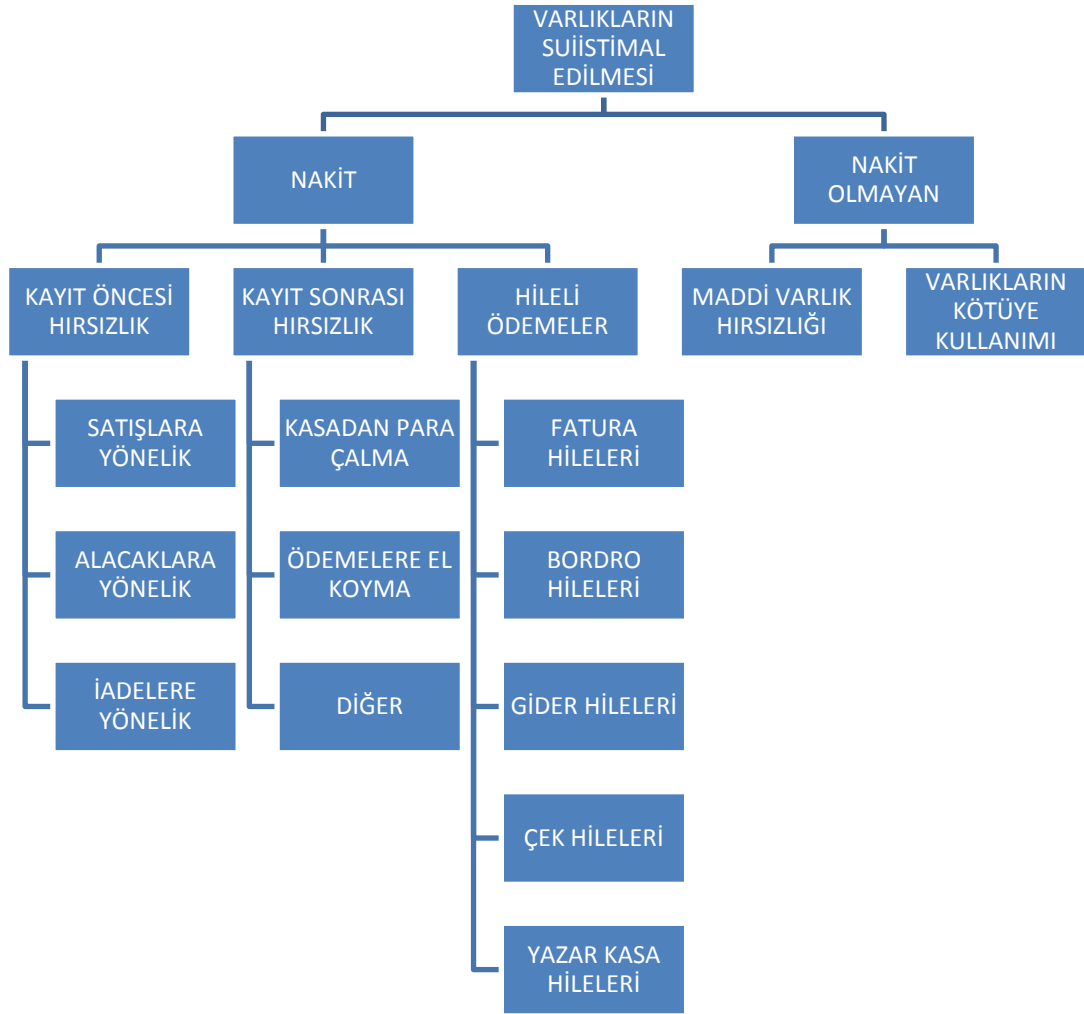 VARLIKLARIN
SUİİSTİMAL
EDİLMESİ
NAKİT
NAKİT
OLMAYAN
KAYIT ÖNCESİ
HIRSIZLIK
KAYIT SONRASI
HIRSIZLIK
HİLELİ
ÖDEMELER
MADDİ VARLIK
HIRSIZLIĞI
VARLIKLARIN
KÖTÜYE
KULLANIMI
SATIŞLARA
YÖNELİK
KASADAN PARA
ÇALMA
FATURA
HİLELERİ
ALACAKLARA
YÖNELİK
ÖDEMELERE EL
KOYMA
BORDRO
HİLELERİ
İADELERE
YÖNELİK
DİĞER
GİDER HİLELERİ
ÇEK HİLELERİ
YAZAR KASA
HİLELERİ